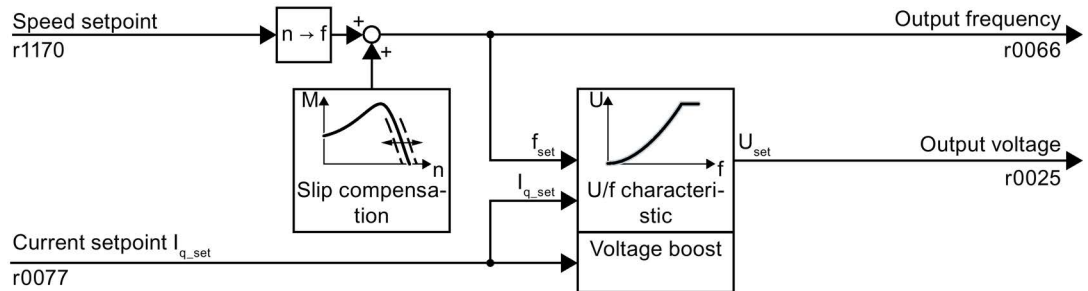 Speed setpoint
r1170
n → f
+
+
Output frequency
r0066
M
n
Slip compensa-
tion
f_set
I_q_set
U
f
U/f characteri-
stic
Voltage boost
U_set
Output voltage
r0025
Current setpoint I_q_set
r0077